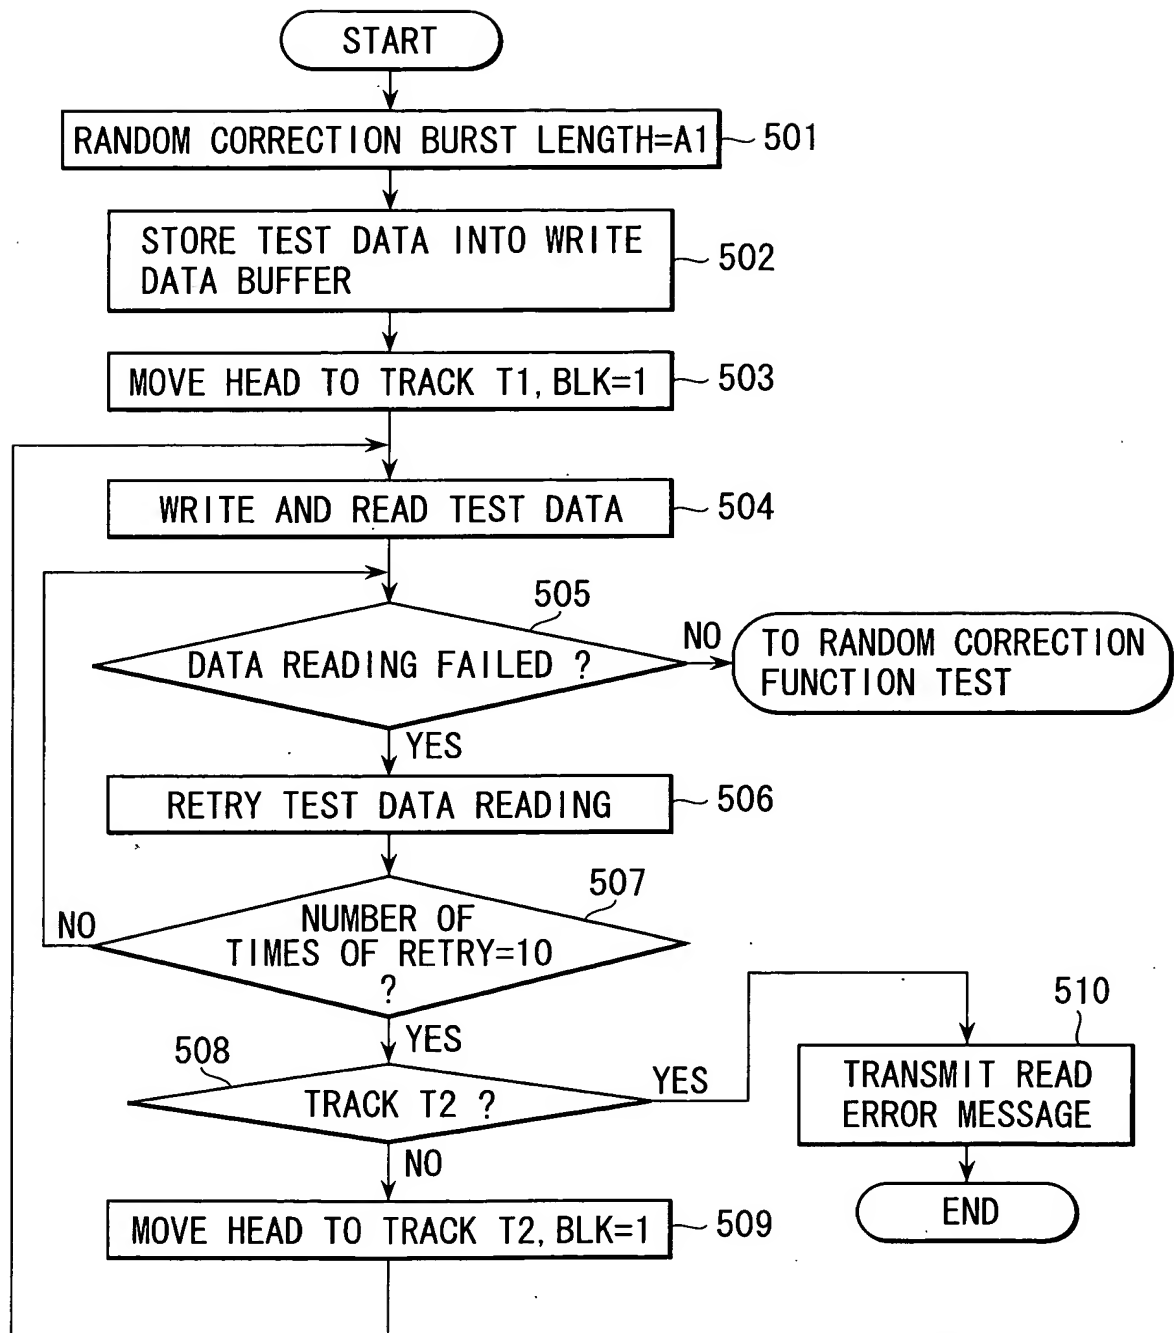 START
RANDOM CORRECTION BURST LENGTH=A1
501
STORE TEST DATA INTO WRITE
DATA BUFFER
502
MOVE HEAD TO TRACK T1, BLK=1
503
WRITE AND READ TEST DATA
504
505
DATA READING FAILED ?
NO
TO RANDOM CORRECTION
FUNCTION TEST
YES
RETRY TEST DATA READING
506
507
NUMBER OF
TIMES OF RETRY=10
?
NO
YES
508
TRACK T2 ?
YES
510
TRANSMIT READ
ERROR MESSAGE
NO
MOVE HEAD TO TRACK T2, BLK=1
509
END